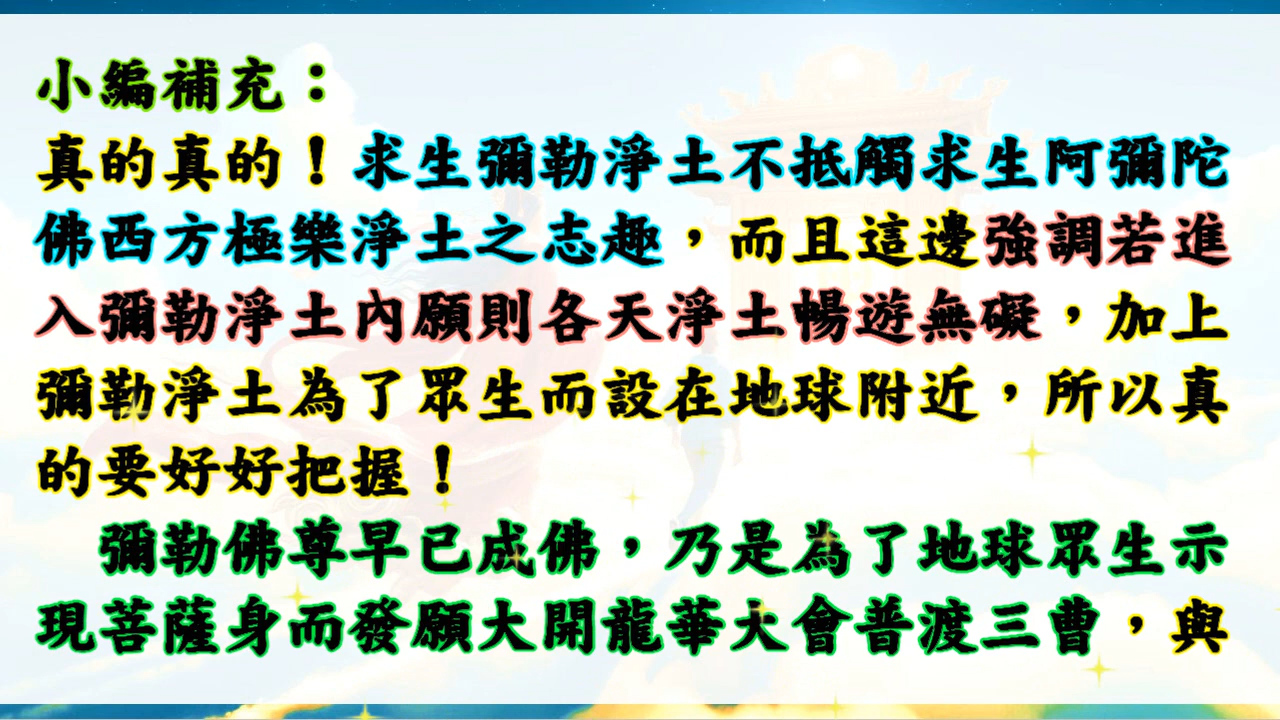 小編補充：
真的真的！求生彌勒淨土不抵觸求生阿彌陀
佛西方極樂淨土之志趣，而且這邊強調若進
入彌勒淨土內願則各天淨土暢遊無礙，加上
彌勒淨土為了眾生而設在地球附近，所以真
的要好好把握！
彌勒佛尊早已成佛，乃是為了地球眾生示
現菩薩身而發願大開龍華大會普渡三曹，與